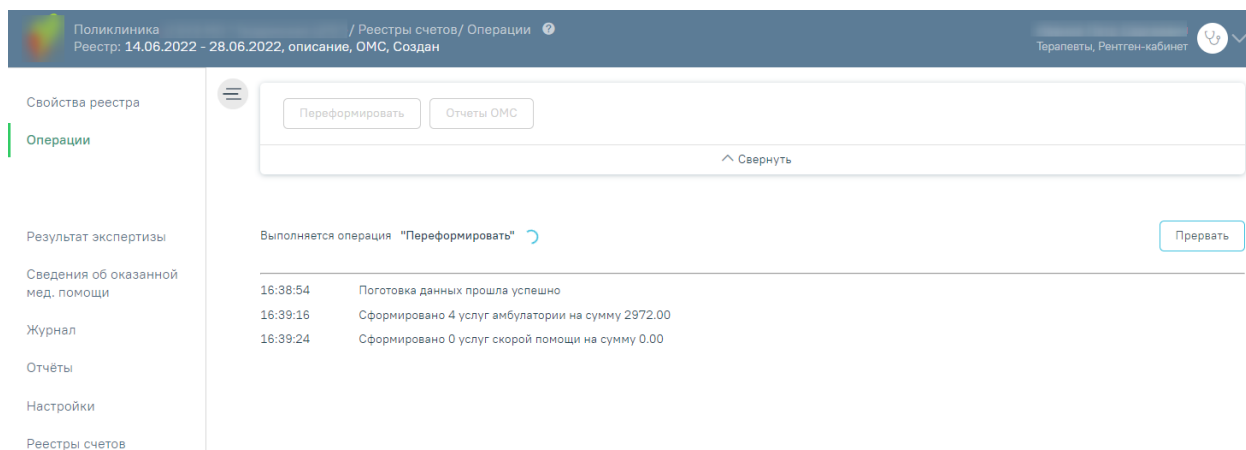 Поликлиника / Реестры счетов/ Операции ?
Реестр: 14.06.2022 - 28.06.2022, описание, ОМС, Создан
Терапевты, Рентген-кабинет
Свойства реестра
Операции
Переформировать Отчеты ОМС
Свернуть
Результат экспертизы
Сведения об оказанной
мед. помощи
Журнал
Отчёты
Настройки
Реестры счетов
Выполняется операция "Переформировать"
Прервать
16:38:54 Поготовка данных прошла успешно
16:39:16 Сформировано 4 услуг амбулатории на сумму 2972.00
16:39:24 Сформировано 0 услуг скорой помощи на сумму 0.00